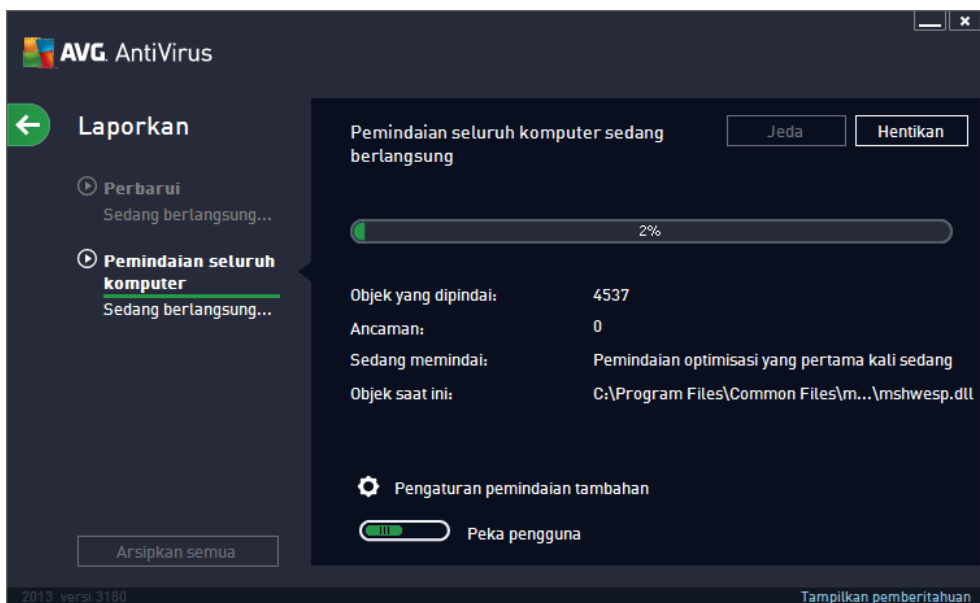 AVG. AntiVirus
Laporkan
Perbarui
Sedang berlangsung...
Pemindaian seluruh
komputer
Sedang berlangsung...
Arsipkan semua
Pemindaian seluruh komputer sedang
berlangsung
Jeda
Hentikan
2%
Objek yang dipindai: 4537
Ancaman: 0
Sedang memindai: Pemindaian optimisasi yang pertama kali sedang
Objek saat ini: C:\Program Files\Common Files\m...\mshwesp.dll
Pengaturan pemindaian tambahan
Peka pengguna
2013 versi 3180
Tampilkan pemberitahuan